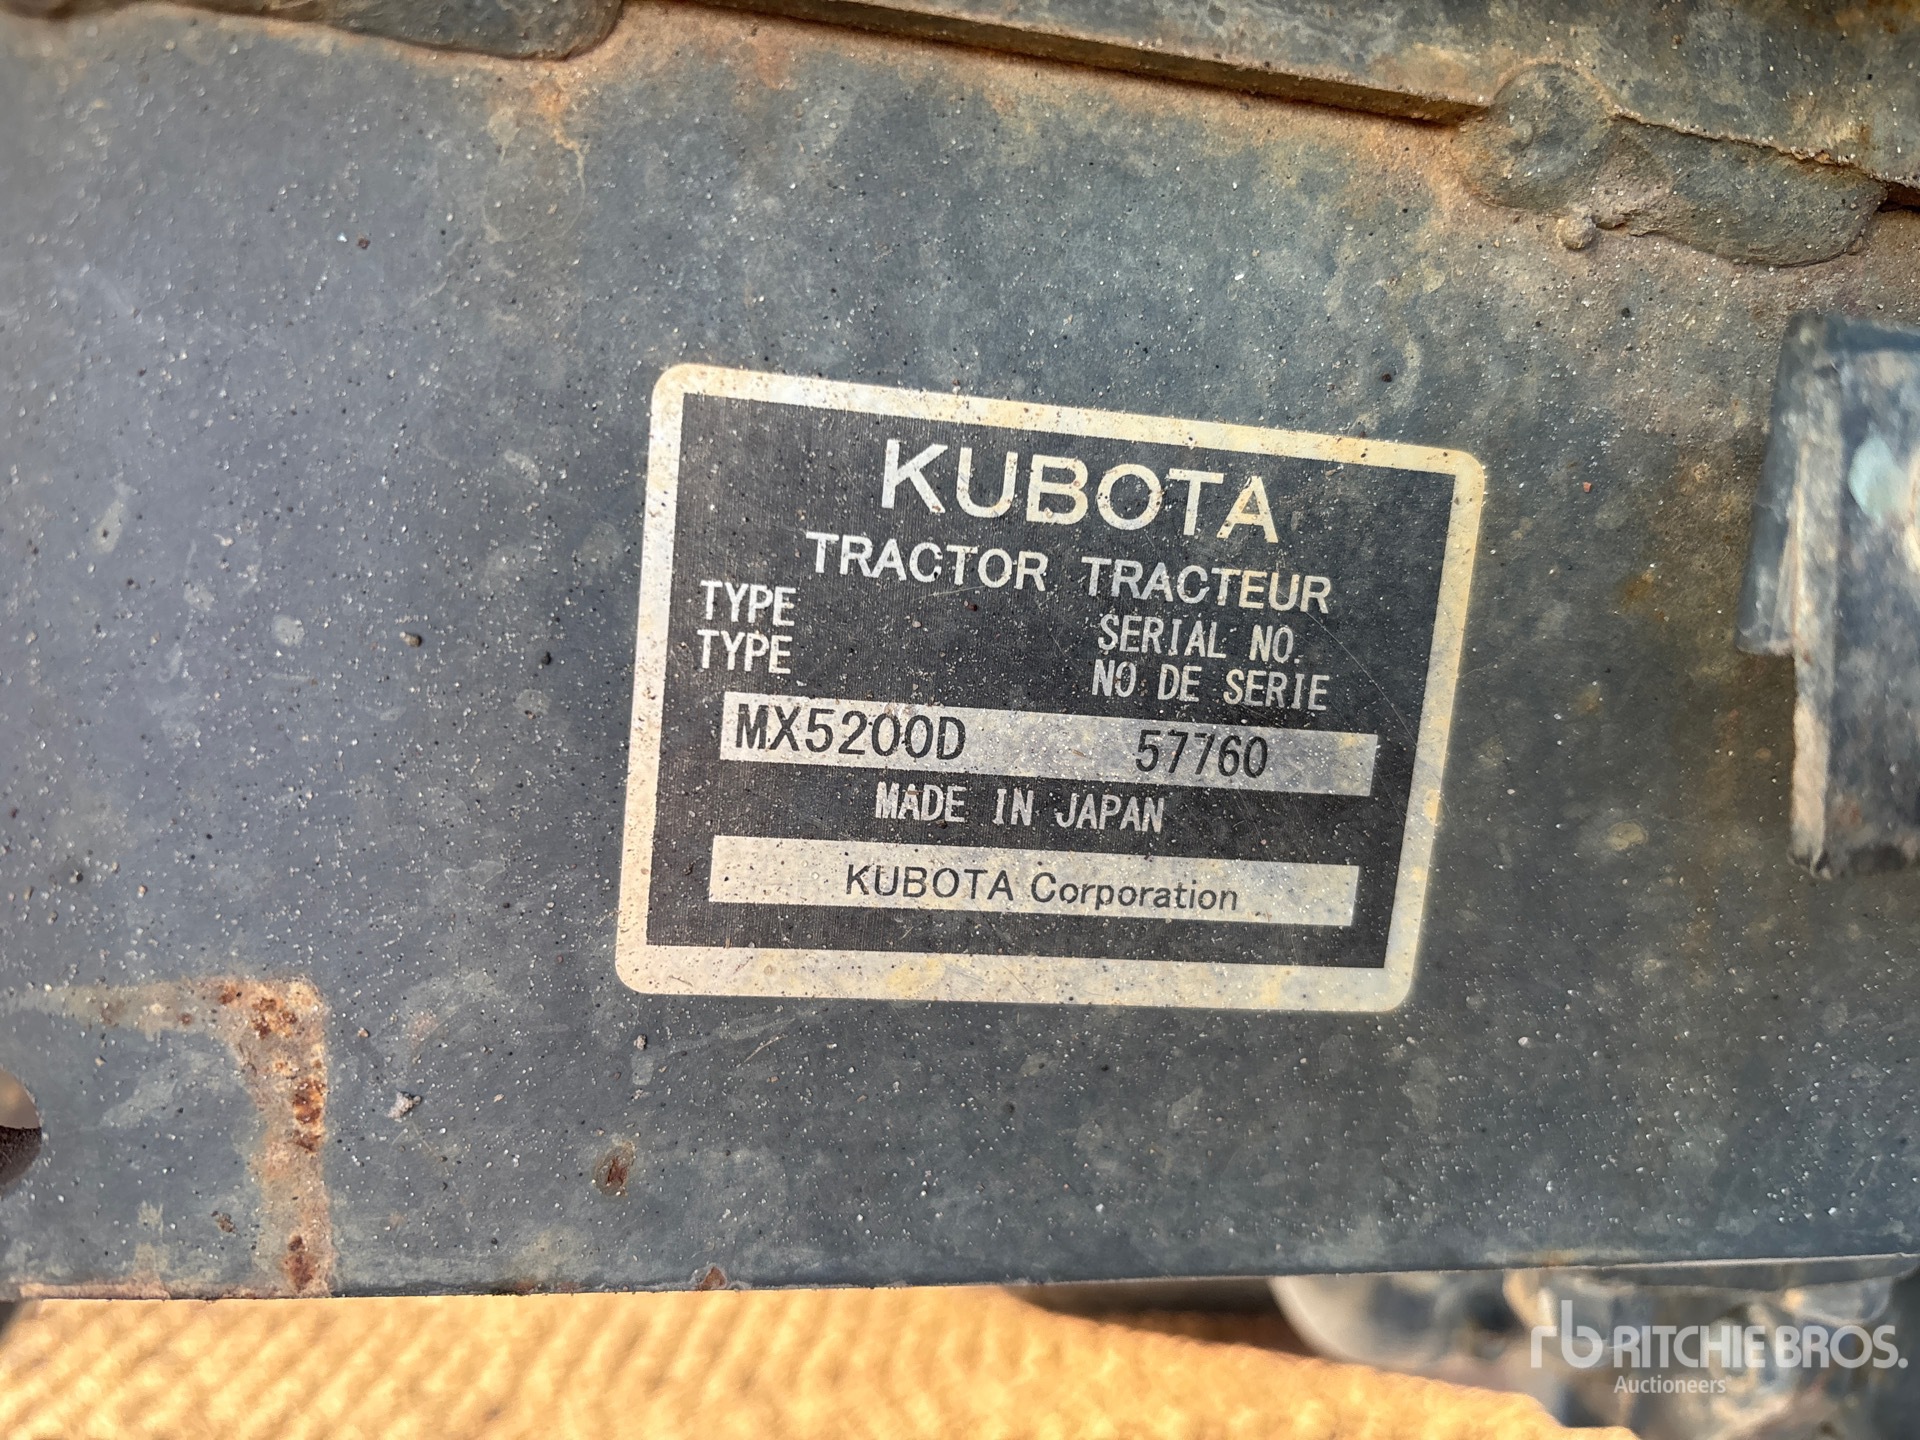 KUBOTA
TRACTOR TRACTEUR
TYPE
TYPE
SERIAL NO.
NO DE SERIE
MX5200D 57760
MADE IN JAPAN
KUBOTA Corporation
rb RITCHIE BROS.
Auctioneers